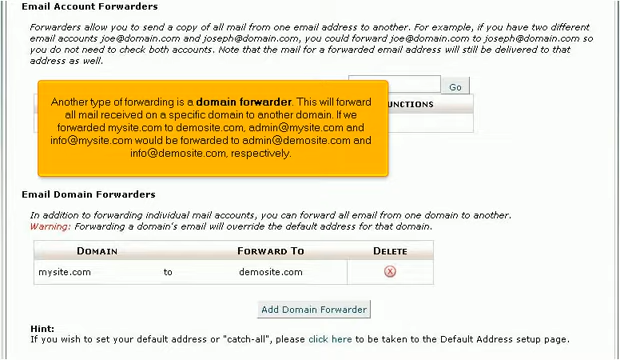 Email Account Forwarders
Forwarders allow you to send a copy of all mail from one email address to another. For example, if you have two different
email accounts joe@domain.com and joseph@domain.com, you could forward joe@domain.com to joseph@domain.com so
you do not need to check both accounts. Note that the mail for a forwarded email address will still be delivered to that
address as well.
Go
Another type of forwarding is a domain forwarder. This will forward
all mail received on a specific domain to another domain. If we
forwarded mysite.com to demosite.com, admin@mysite.com and
info@mysite.com would be forwarded to admin@demosite.com and
info@demosite.com, respectively.
Email Domain Forwarders
In addition to forwarding individual mail accounts, you can forward all email from one domain to another.
Warning: Forwarding a domain's email will override the default address for that domain.
DOMAIN FORWARD TO DELETE
mysite.com to demosite.com
Add Domain Forwarder
Hint:
If you wish to set your default address or "catch-all", please click here to be taken to the Default Address setup page.